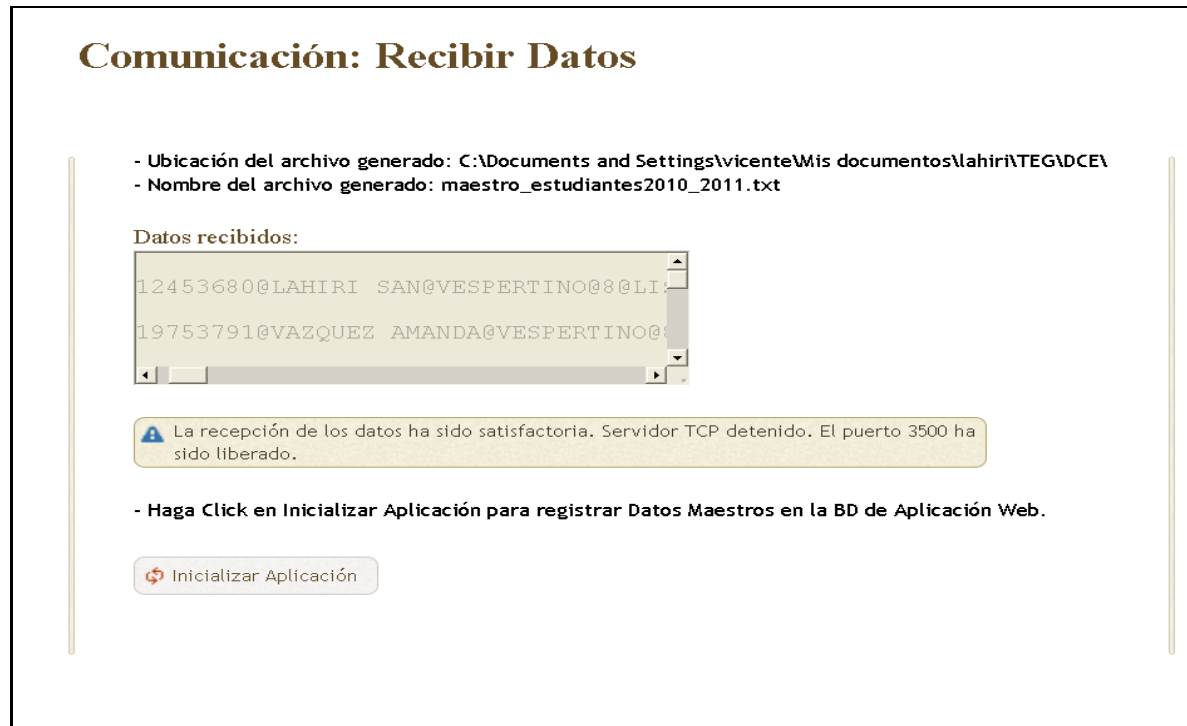 Comunicación: Recibir Datos
- Ubicación del archivo generado: C:\Documents and Settings\vicente\Mis documentos\lahiri\TEG\DCE\
- Nombre del archivo generado: maestro_estudiantes2010_2011.txt
Datos recibidos:
12453680@LAHIRI SAN@VESPERTINO@8@LI
19753791@VAZQUEZ AMANDA@VESPERTINO@
La recepción de los datos ha sido satisfactoria. Servidor TCP detenido. El puerto 3500 ha
sido liberado.
- Haga Click en Inicializar Aplicación para registrar Datos Maestros en la BD de Aplicación Web.
Inicializar Aplicación